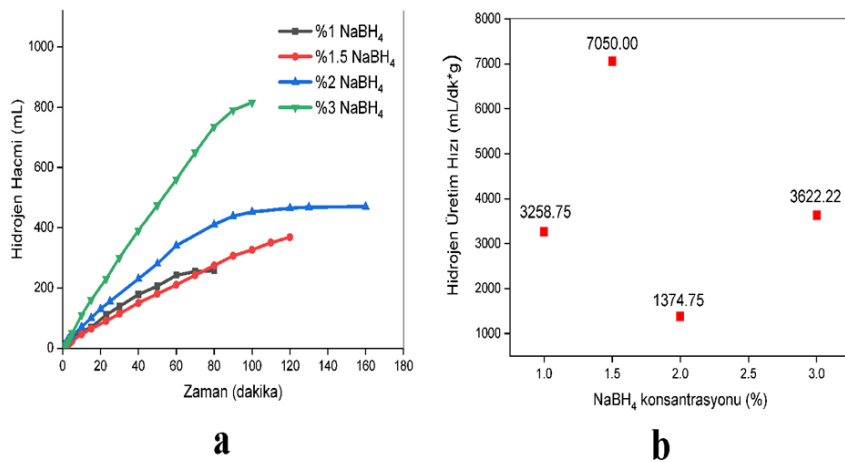 1000
800
600
400
200
0
Hidrojen Hacmi (mL)
%1 NaBH₄
%1.5 NaBH₄
%2 NaBH₄
%3 NaBH₄
0 20 40 60 80 100 120 140 160 180
Zaman (dakika)
a
8000
7000
6000
5000
4000
3000
2000
1000
Hidrojen Üretim Hızı (mL/dk*g)
7050.00
3258.75
3622.22
1374.75
1.0 1.5 2.0 2.5 3.0
NaBH₄ konsantrasyonu (%)
b